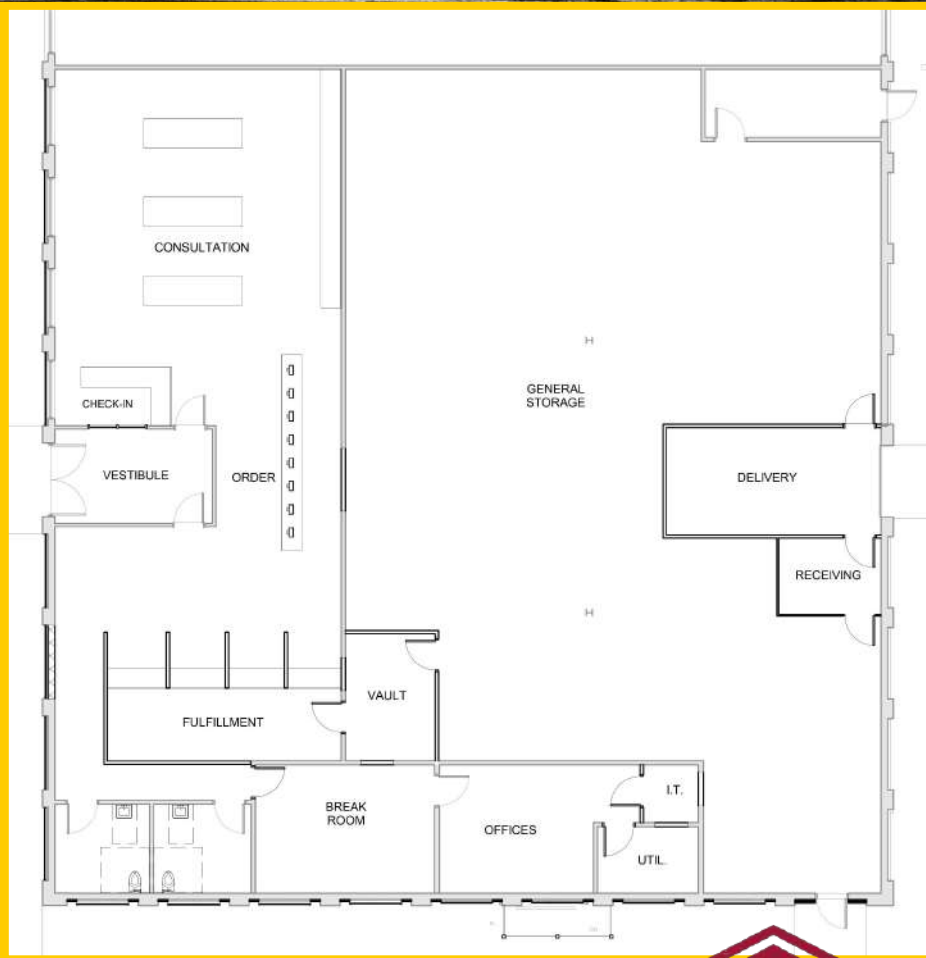 CONSULTATION
GENERAL
STORAGE
CHECK-IN
VESTIBULE
ORDER
DELIVERY
RECEIVING
VAULT
FULFILLMENT
I.T.
BREAK
ROOM
OFFICES
UTIL.